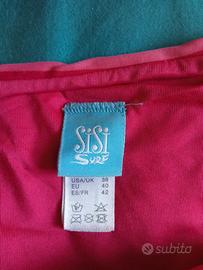 SiSi
SURF
USA/UK 38
EU 40
ES/FR 42
subito